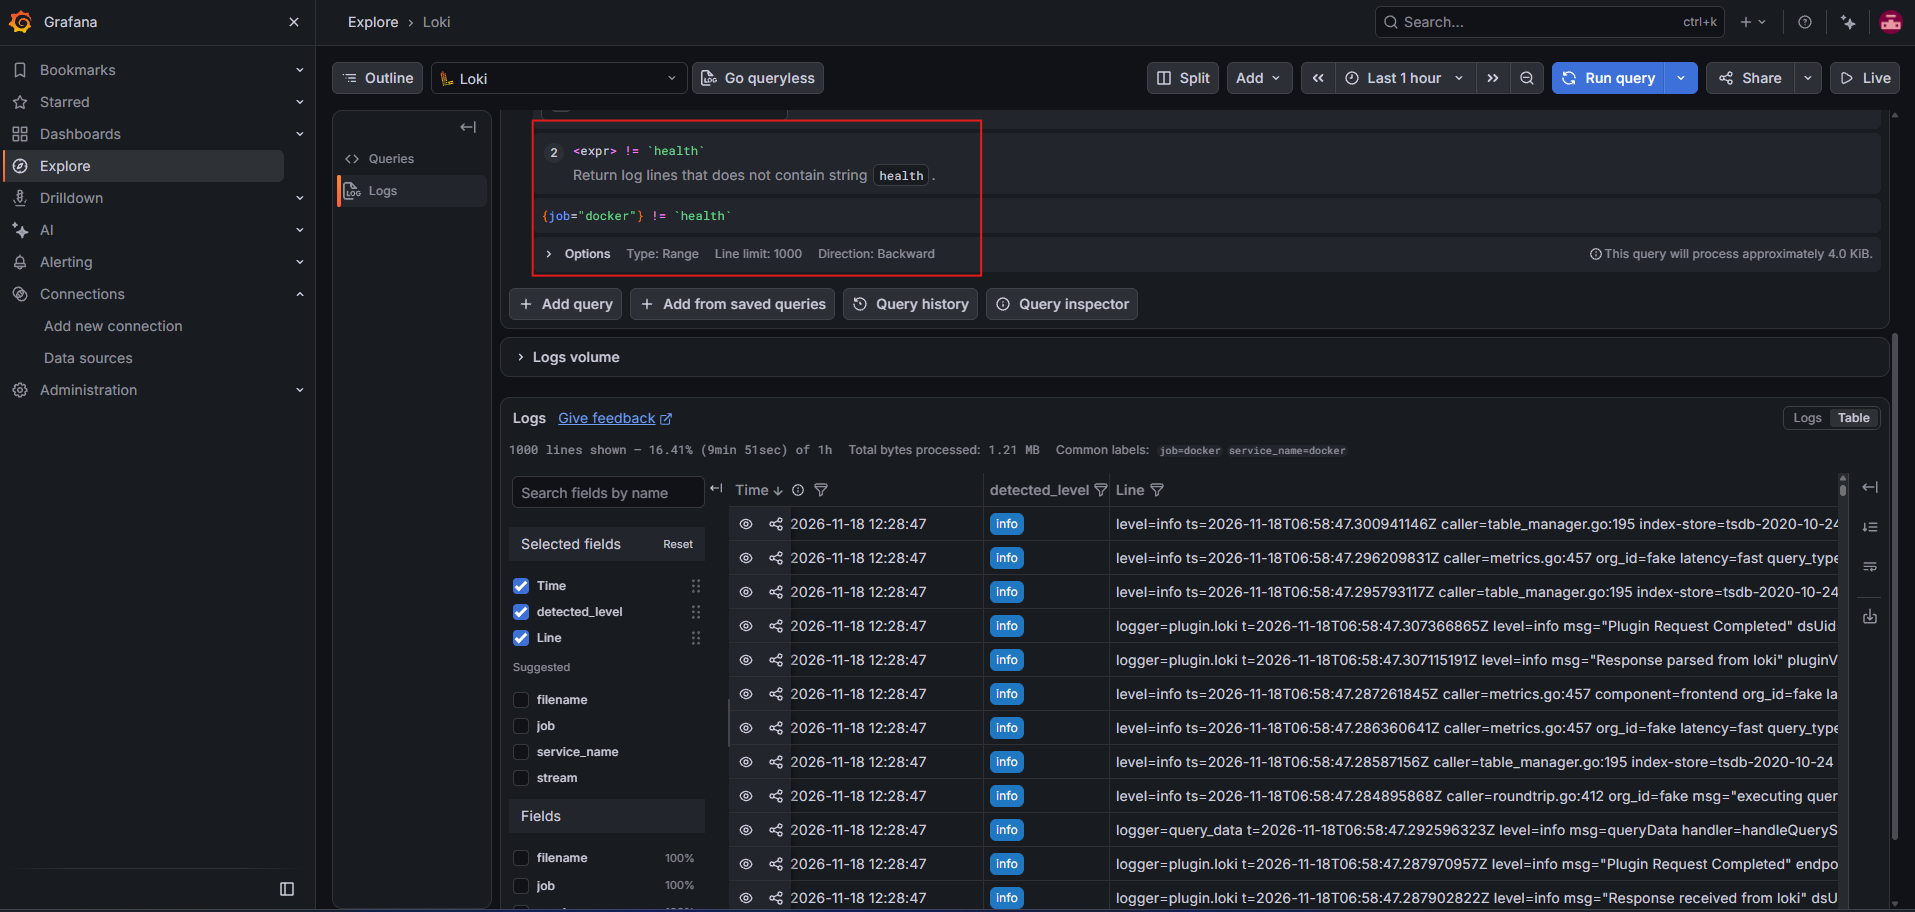 Grafana
Explore › Loki
Search...
ctrl+k
Bookmarks
Starred
Dashboards
Explore
Drilldown
AI
Alerting
Connections
Add new connection
Data sources
Administration
Outline
Loki
Go queryless
Split
Add
Last 1 hour
Run query
Share
Live
Queries
Logs
2
<expr> != `health`
Return log lines that does not contain string health .
{job="docker"} != `health`
Options Type: Range Line limit: 1000 Direction: Backward
This query will process approximately 4.0 KiB.
+ Add query
+ Add from saved queries
Query history
Query inspector
Logs volume
Logs Give feedback
Logs Table
1000 lines shown — 16.41% (9min 51sec) of 1h Total bytes processed: 1.21 MB Common labels: job=docker service_name=docker
Search fields by name
Selected fields Reset
Time
detected_level
Line
Suggested
filename
job
service_name
stream
Fields
filename 100%
job 100%
Time detected_level Line
2026-11-18 12:28:47 info level=info ts=2026-11-18T06:58:47.300941146Z caller=table_manager.go:195 index-store=tsdb-2020-10-24
2026-11-18 12:28:47 info level=info ts=2026-11-18T06:58:47.296209831Z caller=metrics.go:457 org_id=fake latency=fast query_type
2026-11-18 12:28:47 info level=info ts=2026-11-18T06:58:47.295793117Z caller=table_manager.go:195 index-store=tsdb-2020-10-24
2026-11-18 12:28:47 info logger=plugin.loki t=2026-11-18T06:58:47.307366865Z level=info msg="Plugin Request Completed" dsUid=
2026-11-18 12:28:47 info logger=plugin.loki t=2026-11-18T06:58:47.307115191Z level=info msg="Response parsed from loki" pluginV
2026-11-18 12:28:47 info level=info ts=2026-11-18T06:58:47.287261845Z caller=metrics.go:457 component=frontend org_id=fake la
2026-11-18 12:28:47 info level=info ts=2026-11-18T06:58:47.286360641Z caller=metrics.go:457 org_id=fake latency=fast query_type
2026-11-18 12:28:47 info level=info ts=2026-11-18T06:58:47.28587156Z caller=table_manager.go:195 index-store=tsdb-2020-10-24
2026-11-18 12:28:47 info level=info ts=2026-11-18T06:58:47.284895868Z caller=roundtrip.go:412 org_id=fake msg="executing quer
2026-11-18 12:28:47 info logger=query_data t=2026-11-18T06:58:47.292596323Z level=info msg=queryData handler=handleQueryS
2026-11-18 12:28:47 info logger=plugin.loki t=2026-11-18T06:58:47.287970957Z level=info msg="Plugin Request Completed" endpo
2026-11-18 12:28:47 info logger=plugin.loki t=2026-11-18T06:58:47.287902822Z level=info msg="Response received from loki" dsU